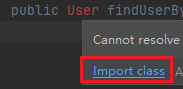 public User findUserBy
Cannot resolve
Import class A